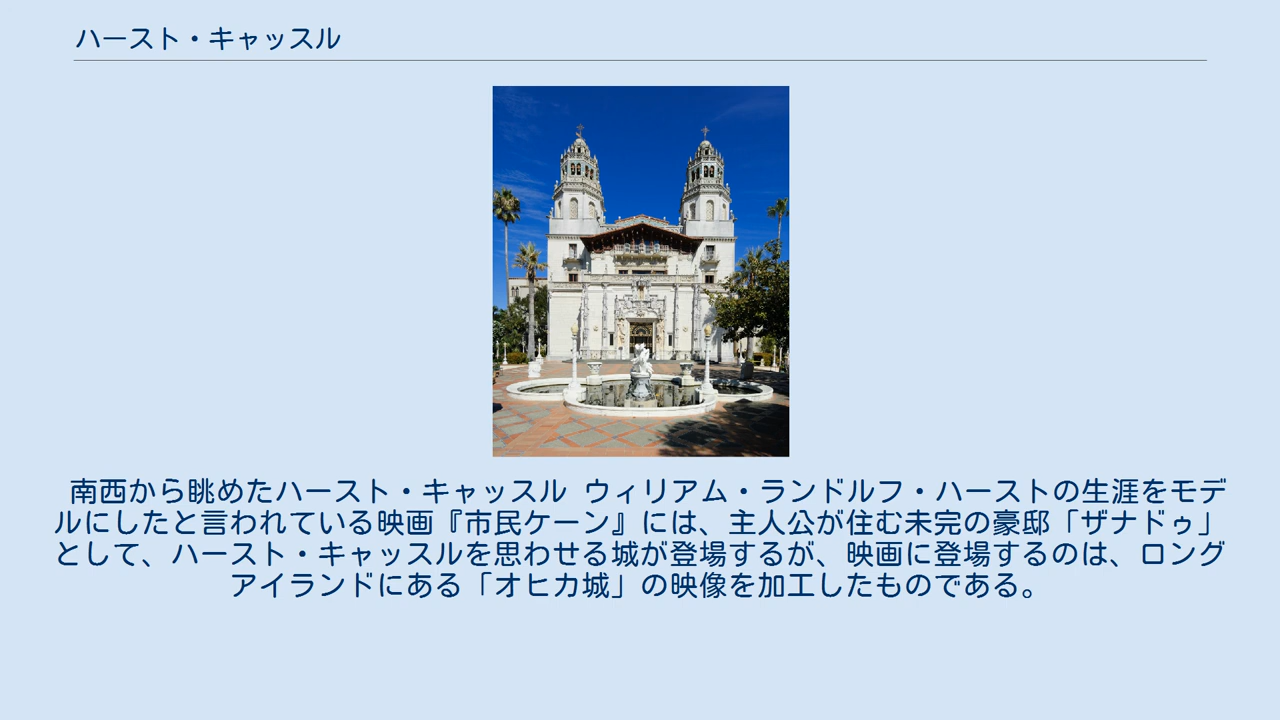 ハースト・キャッスル
南西から眺めたハースト・キャッスル ウィリアム・ランドルフ・ハーストの生涯をモデ
ルにしたと言われている映画『市民ケーン』には、主人公が住む未完の豪邸「ザナドゥ」
として、ハースト・キャッスルを思わせる城が登場するが、映画に登場するのは、ロング
アイランドにある「オヒカ城」の映像を加工したものである。